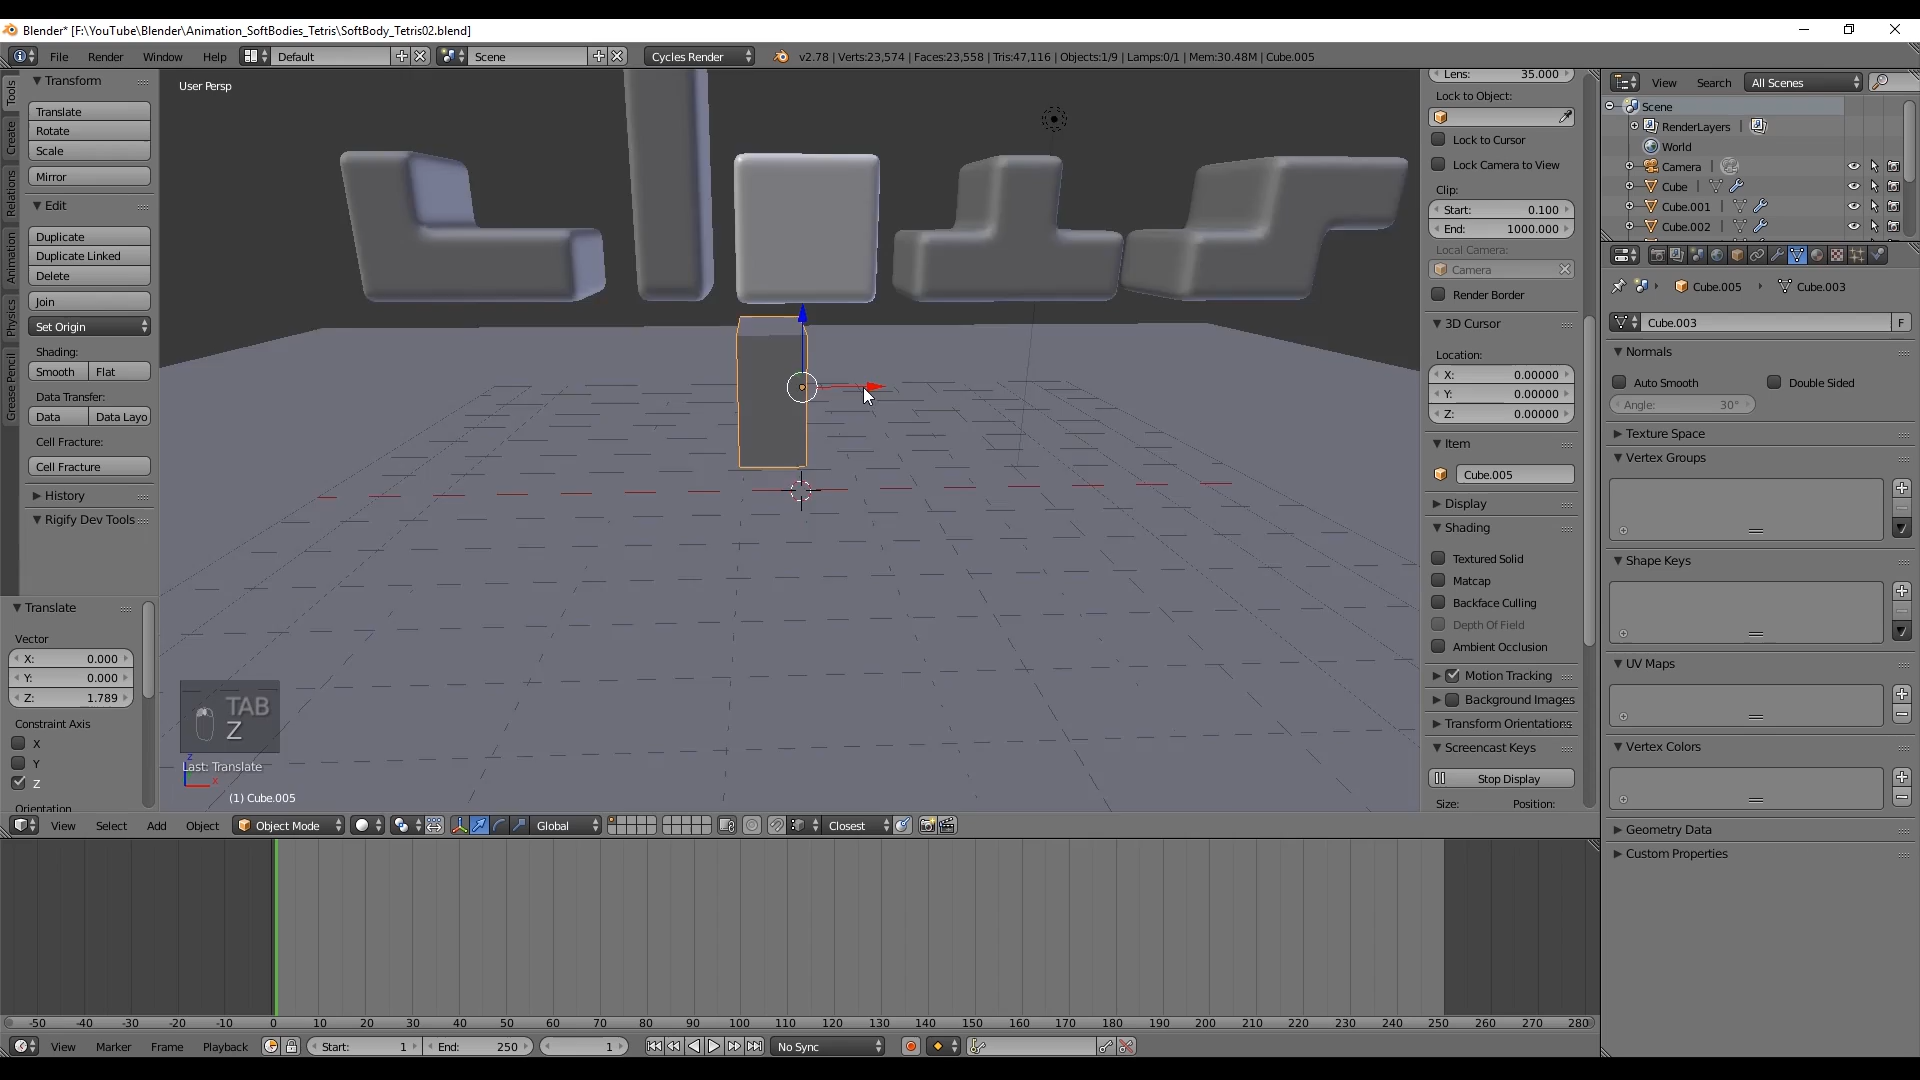 Blender* [F:\YouTube\Blender\Animation_SoftBodies_Tetris\SoftBody_Tetris02.blend]
File Render Window Help Default Scene Cycles Render v2.78 | Verts:23,574 | Faces:23,558 | Tris:47,116 | Objects:1/9 | Lamps:0/1 | Mem:30.48M | Cube.005
Tools
Create
Relations
Animation
Physics
Grease Pencil
Transform
Translate
Rotate
Scale
Mirror
Edit
Duplicate
Duplicate Linked
Delete
Join
Set Origin
Shading:
Smooth Flat
Data Transfer:
Data Data Layo
Cell Fracture:
Cell Fracture
History
Rigify Dev Tools
Translate
Vector
X: 0.000
Y: 0.000
Z: 1.789
Constraint Axis
X
Y
Z
Orientation
User Persp
TAB
Z
Last: Translate
z
x
(1) Cube.005
Lens: 35.000
Lock to Object:
Lock to Cursor
Lock Camera to View
Clip:
Start: 0.100
End: 1000.000
Local Camera:
Camera
Render Border
3D Cursor
Location:
X: 0.00000
Y: 0.00000
Z: 0.00000
Item
Cube.005
Display
Shading
Textured Solid
Matcap
Backface Culling
Depth Of Field
Ambient Occlusion
Motion Tracking
Background Images
Transform Orientations
Screencast Keys
Stop Display
Size: Position:
View Search All Scenes
Scene
RenderLayers
World
Camera
Cube
Cube.001
Cube.002
Cube.005 Cube.003
Cube.003 F
Normals
Auto Smooth Double Sided
Angle: 30°
Texture Space
Vertex Groups
Shape Keys
UV Maps
Vertex Colors
Geometry Data
Custom Properties
View Select Add Object Object Mode Global Closest
-50 -40 -30 -20 -10 0 10 20 30 40 50 60 70 80 90 100 110 120 130 140 150 160 170 180 190 200 210 220 230 240 250 260 270 280
View Marker Frame Playback Start: 1 End: 250 1 No Sync